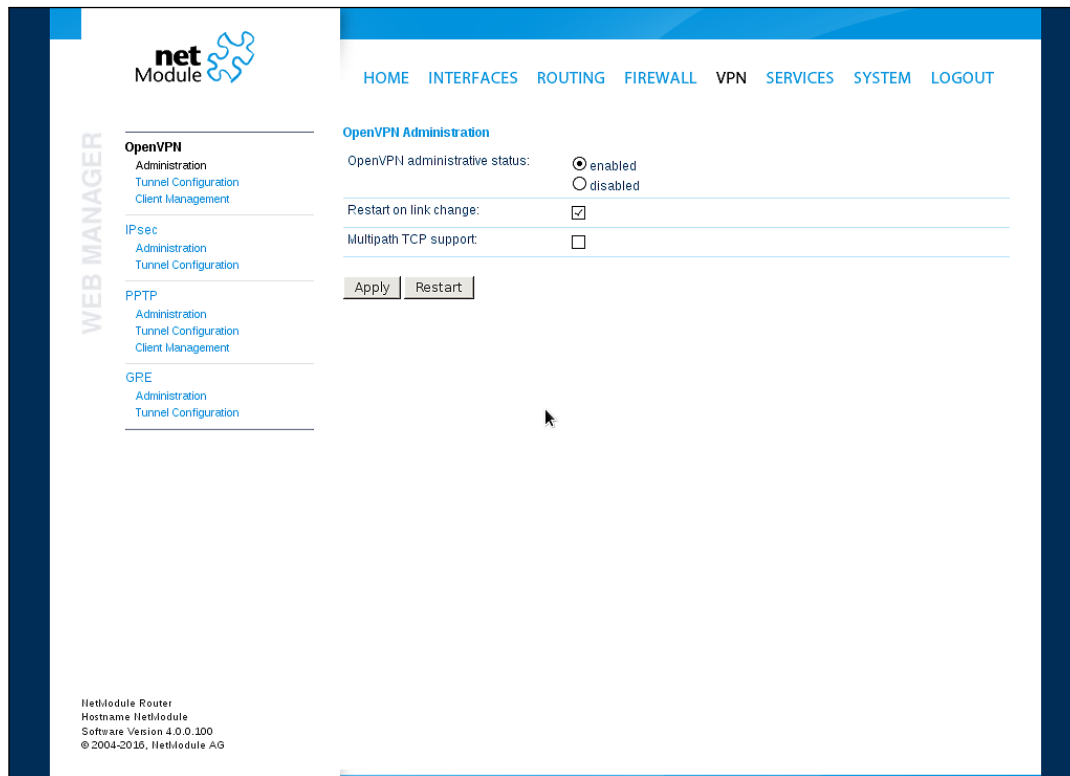 net
Module
HOME INTERFACES ROUTING FIREWALL VPN SERVICES SYSTEM LOGOUT
WEB MANAGER
OpenVPN
Administration
Tunnel Configuration
Client Management
IPsec
Administration
Tunnel Configuration
PPTP
Administration
Tunnel Configuration
Client Management
GRE
Administration
Tunnel Configuration
OpenVPN Administration
OpenVPN administrative status:
enabled
disabled
Restart on link change:
Multipath TCP support:
Apply Restart
NetModule Router
Hostname NetModule
Software Version 4.0.0.100
© 2004-2016, NetModule AG